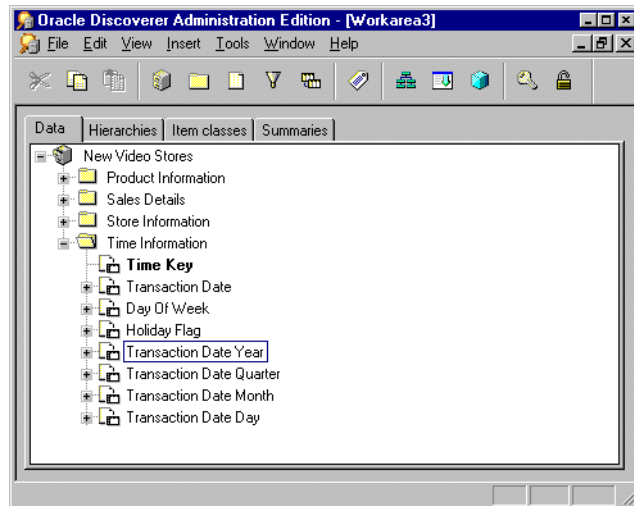 Oracle Discoverer Administration Edition - [Workarea3]
File Edit View Insert Tools Window Help
Data Hierarchies Item classes Summaries
New Video Stores
Product Information
Sales Details
Store Information
Time Information
Time Key
Transaction Date
Day Of Week
Holiday Flag
Transaction Date Year
Transaction Date Quarter
Transaction Date Month
Transaction Date Day